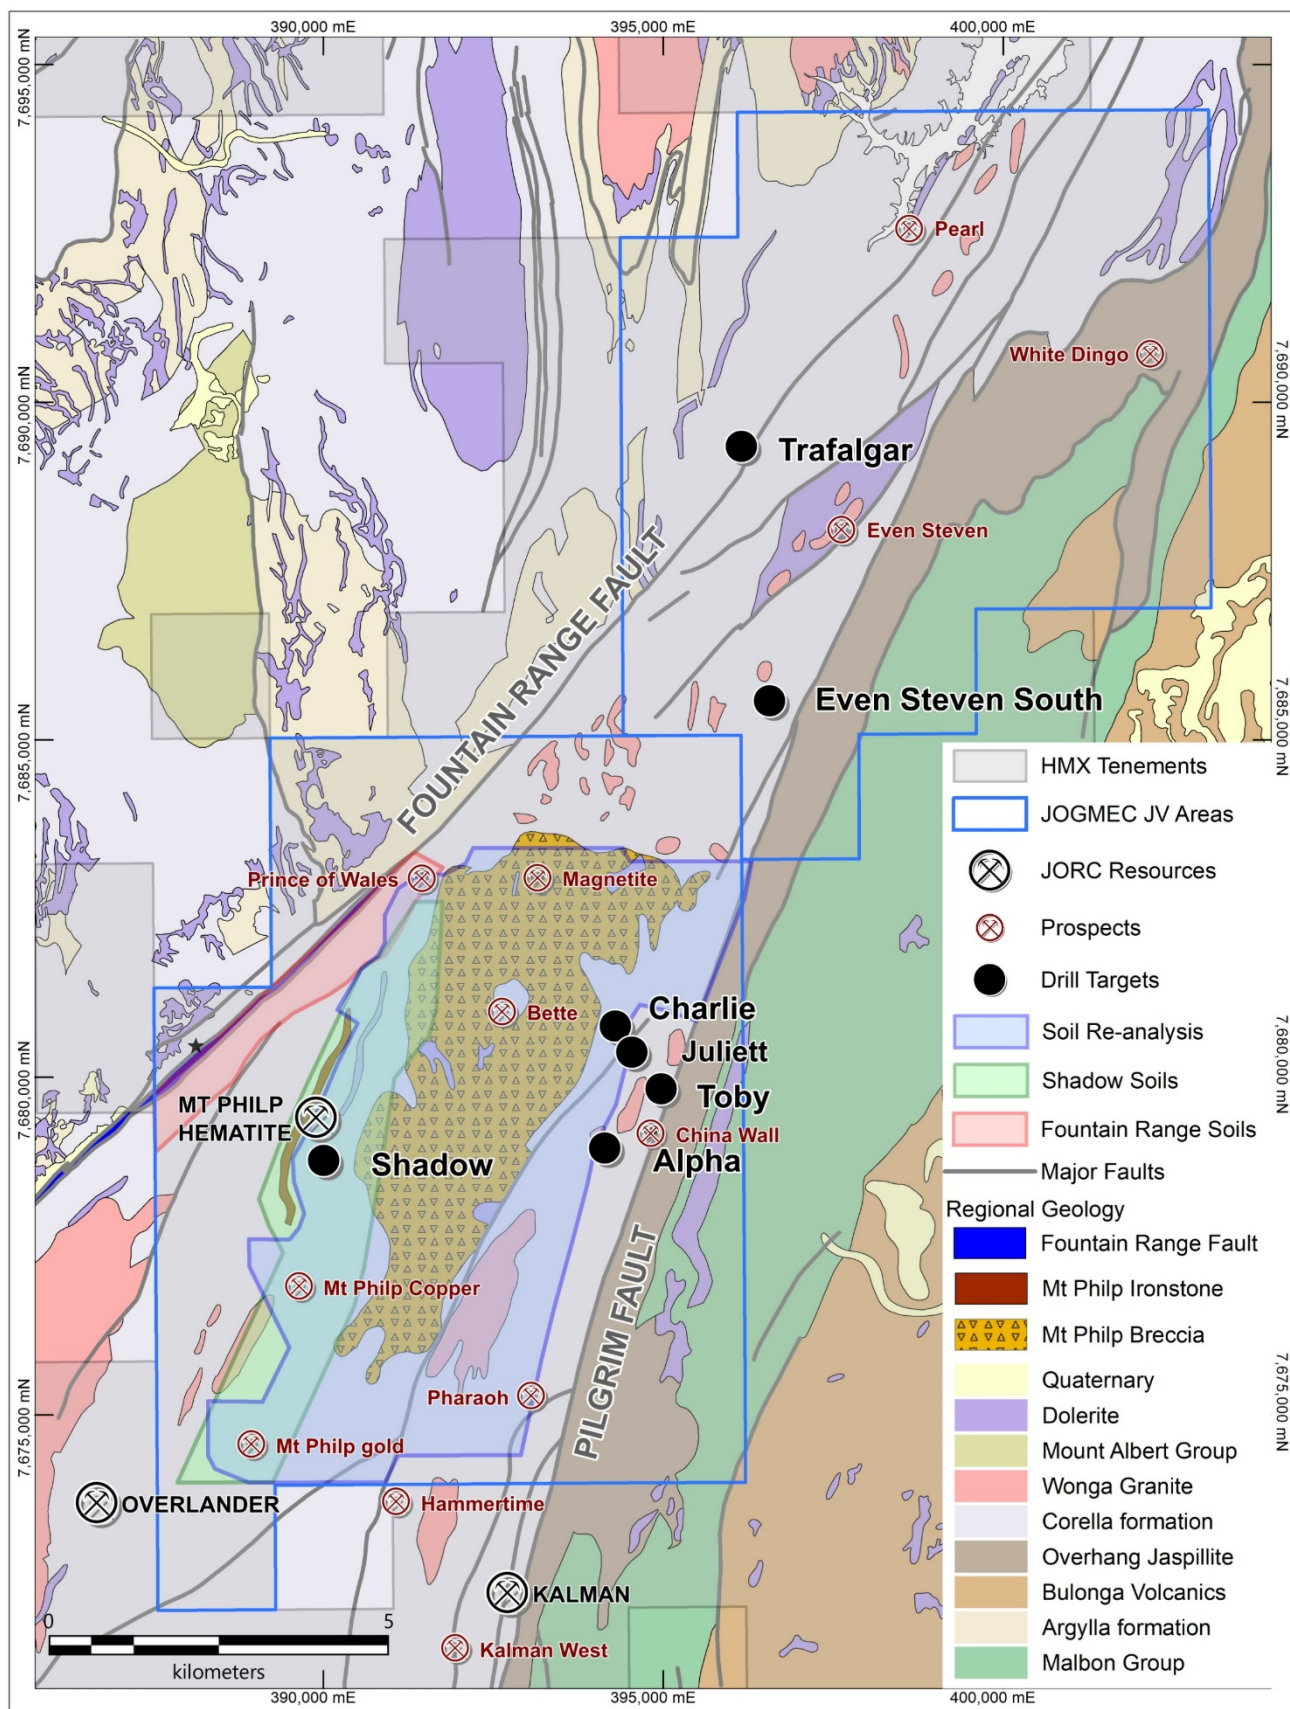 390,000 mE
395,000 mE
400,000 mE
7,695,000 mN
7,690,000 mN
7,690,000 mN
7,685,000 mN
7,685,000 mN
7,680,000 mN
7,680,000 mN
7,675,000 mN
7,675,000 mN
Pearl
White Dingo
Trafalgar
Even Steven
FOUNTAIN RANGE FAULT
Even Steven South
Prince of Wales
Magnetite
Bette
Charlie
Juliett
Toby
China Wall
Alpha
MT PHILP
HEMATITE
Shadow
Mt Philp Copper
PILGRIM FAULT
Pharaoh
Mt Philp gold
OVERLANDER
Hammertime
KALMAN
Kalman West
0
5
kilometers
390,000 mE
395,000 mE
400,000 mE
HMX Tenements
JOGMEC JV Areas
JORC Resources
Prospects
Drill Targets
Soil Re-analysis
Shadow Soils
Fountain Range Soils
Major Faults
Regional Geology
Fountain Range Fault
Mt Philp Ironstone
Mt Philp Breccia
Quaternary
Dolerite
Mount Albert Group
Wonga Granite
Corella formation
Overhang Jaspillite
Bulonga Volcanics
Argylla formation
Malbon Group